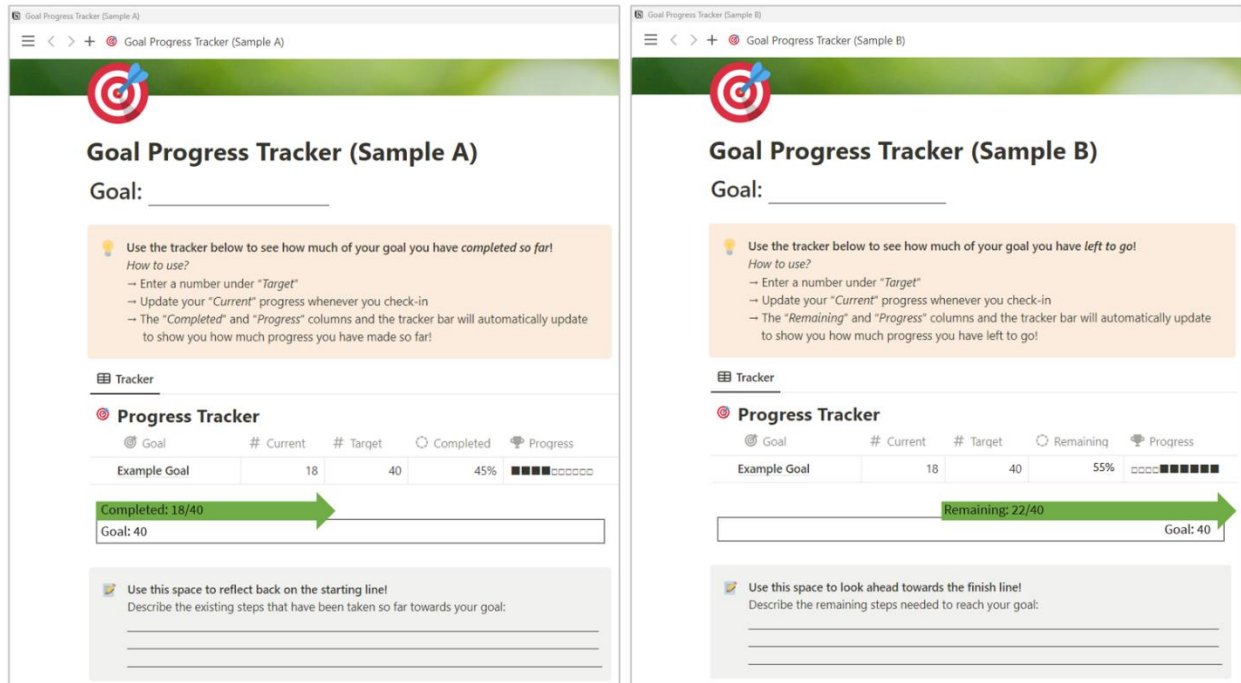 Goal Progress Tracker (Sample A)
Goal Progress Tracker (Sample A)
Goal Progress Tracker (Sample A)
Goal: ____________________
Use the tracker below to see how much of your goal you have completed so far!
How to use?
→ Enter a number under "Target"
→ Update your "Current" progress whenever you check-in
→ The "Completed" and "Progress" columns and the tracker bar will automatically update
to show you how much progress you have made so far!
Tracker
Progress Tracker
Goal # Current # Target Completed Progress
Example Goal 18 40 45% ■■■■□□□□□□
Completed: 18/40
Goal: 40
Use this space to reflect back on the starting line!
Describe the existing steps that have been taken so far towards your goal:
Goal Progress Tracker (Sample B)
Goal Progress Tracker (Sample B)
Goal Progress Tracker (Sample B)
Goal: ____________________
Use the tracker below to see how much of your goal you have left to go!
How to use?
→ Enter a number under "Target"
→ Update your "Current" progress whenever you check-in
→ The "Remaining" and "Progress" columns and the tracker bar will automatically update
to show you how much progress you have left to go!
Tracker
Progress Tracker
Goal # Current # Target Remaining Progress
Example Goal 18 40 55% □□□□■■■■■■
Remaining: 22/40
Goal: 40
Use this space to look ahead towards the finish line!
Describe the remaining steps needed to reach your goal: